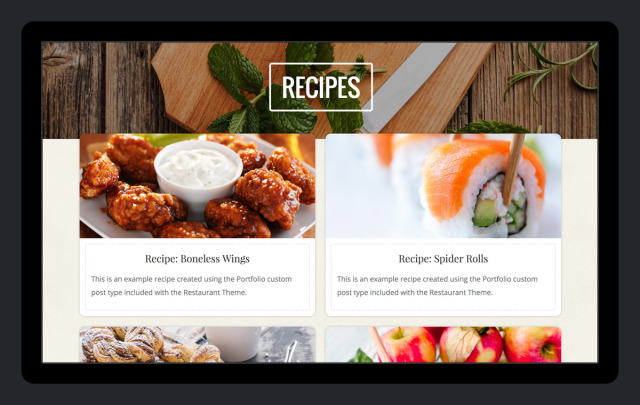 RECIPES
Recipe: Boneless Wings
This is an example recipe created using the Portfolio custom
post type included with the Restaurant Theme.
Recipe: Spider Rolls
This is an example recipe created using the Portfolio custom
post type included with the Restaurant Theme.